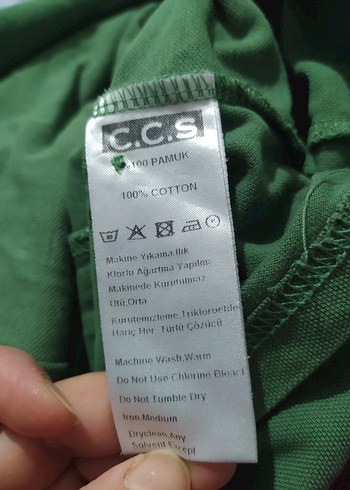 C.C.S
100 PAMUK
100% COTTON
Makine Yıkama,Ilık
Klorlu Ağartma Yapılmaz
Makinede Kurutulmaz
Ütü,Orta
Kurutemizleme,Trikloroetilen
Hariç Her Türlü Çözücü
Machine Wash,Warm
Do Not Use Chlorine Bleach
Do Not Tumble Dry
Iron Medium
Dryclean,Any
Solvent Except